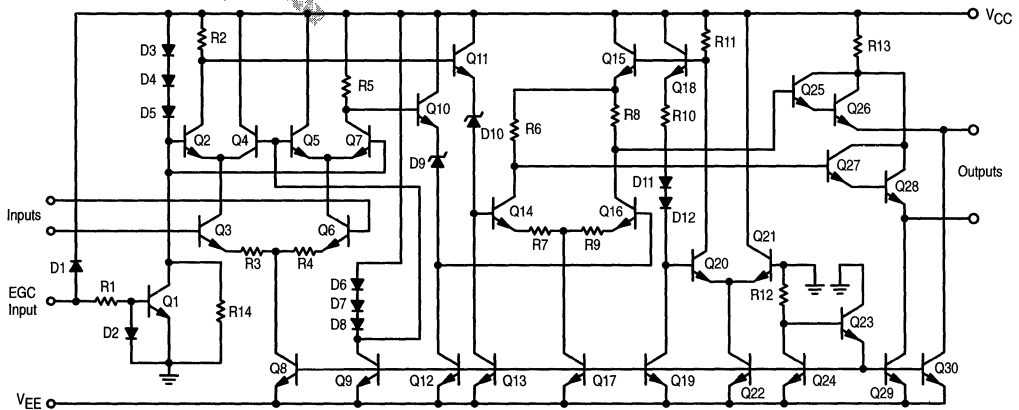 VCC
R2
R11
R13
D3
Q11
Q15
Q18
D4
R5
Q25
Q10
D5
Q26
R6
R8
R10
D10
Q2
Q4
Q5
Q7
D9
Q27
D11
Q28
Outputs
D12
Inputs
Q14
Q16
Q3
Q6
R7
R9
Q21
R3
R4
Q20
D1
D6
R12
EGC
Input
R1
Q1
D7
R14
Q23
D2
D8
Q8
Q9
Q12
Q13
Q17
Q19
Q22
Q24
Q29
Q30
VEE